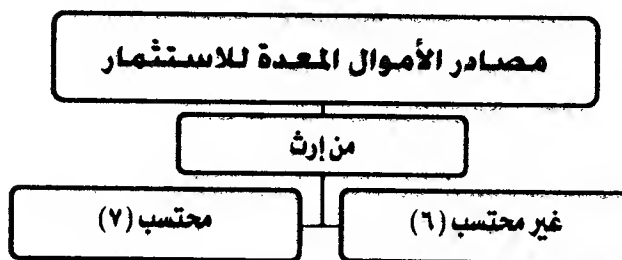 مصادر الأموال المعدة للاستثمار
من إرث
غير محتسب (٦)
محتسب (٧)